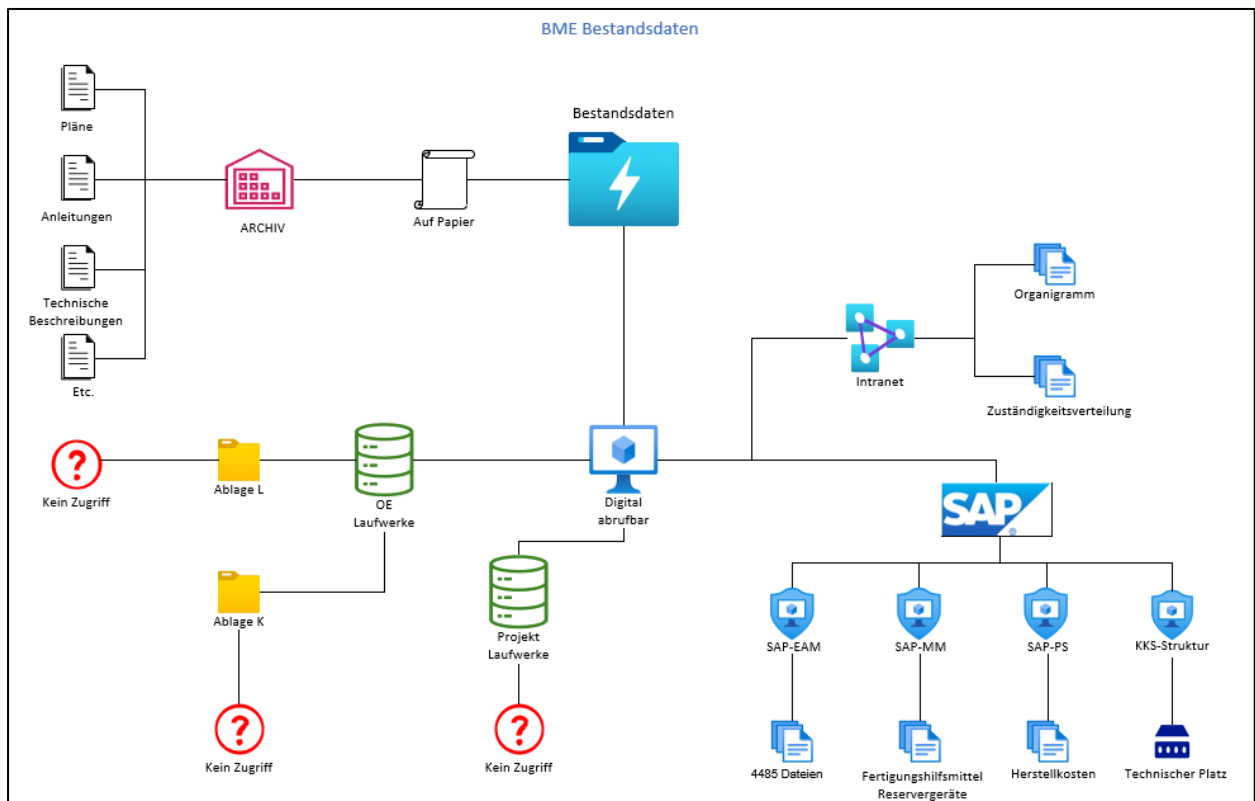 BME Bestandsdaten
Pläne
Anleitungen
Technische
Beschreibungen
Etc.
ARCHIV
Auf Papier
Bestandsdaten
Intranet
Organigramm
Zuständigkeitsverteilung
Kein Zugriff
Ablage L
OE
Laufwerke
Digital
abrufbar
SAP
®
Ablage K
Kein Zugriff
Projekt
Laufwerke
Kein Zugriff
SAP-EAM
SAP-MM
SAP-PS
KKS-Struktur
4485 Dateien
Fertigungshilfsmittel
Reservergeräte
Herstellkosten
Technischer Platz